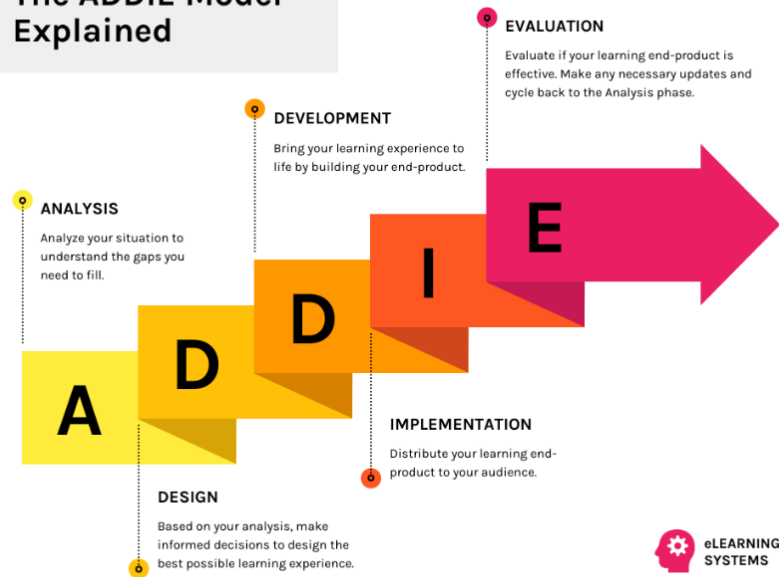 The ADDIE Model
Explained
EVALUATION
Evaluate if your learning end-product is
effective. Make any necessary updates and
cycle back to the Analysis phase.
DEVELOPMENT
Bring your learning experience to
life by building your end-product.
ANALYSIS
Analyze your situation to
understand the gaps you
need to fill.
A
D
D
I
E
IMPLEMENTATION
Distribute your learning end-
product to your audience.
DESIGN
Based on your analysis, make
informed decisions to design the
best possible learning experience.
eLEARNING
SYSTEMS